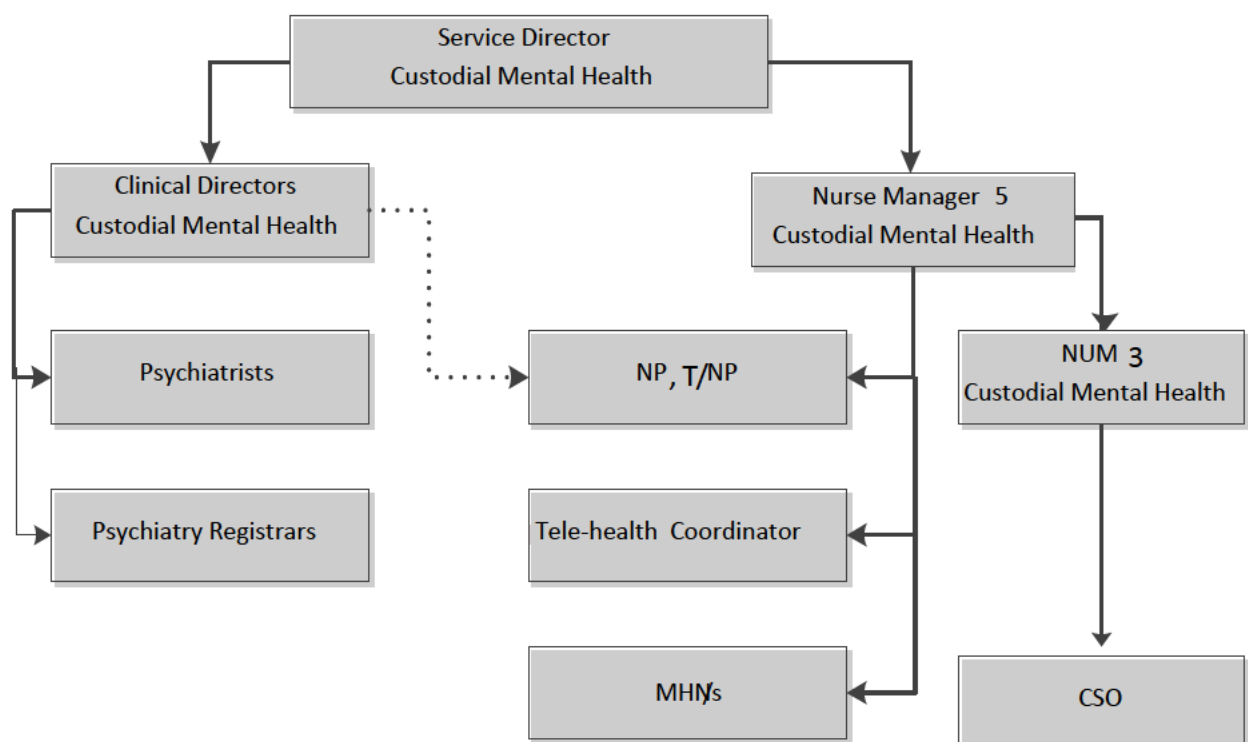 Service Director
Custodial Mental Health
Clinical Directors
Custodial Mental Health
Nurse Manager 5
Custodial Mental Health
Psychiatrists
NP, T/NP
NUM 3
Custodial Mental Health
Psychiatry Registrars
Tele-health Coordinator
MHN/s
CSO